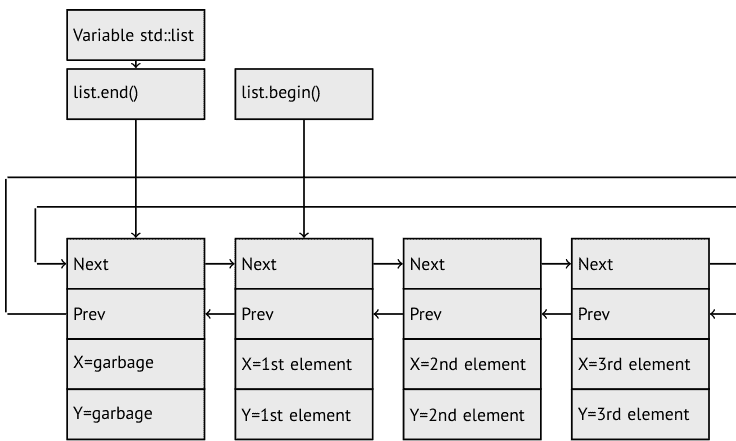 Variable std::list
list.end()
list.begin()
Next
Next
Next
Next
Prev
Prev
Prev
Prev
X=garbage
X=1st element
X=2nd element
X=3rd element
Y=garbage
Y=1st element
Y=2nd element
Y=3rd element